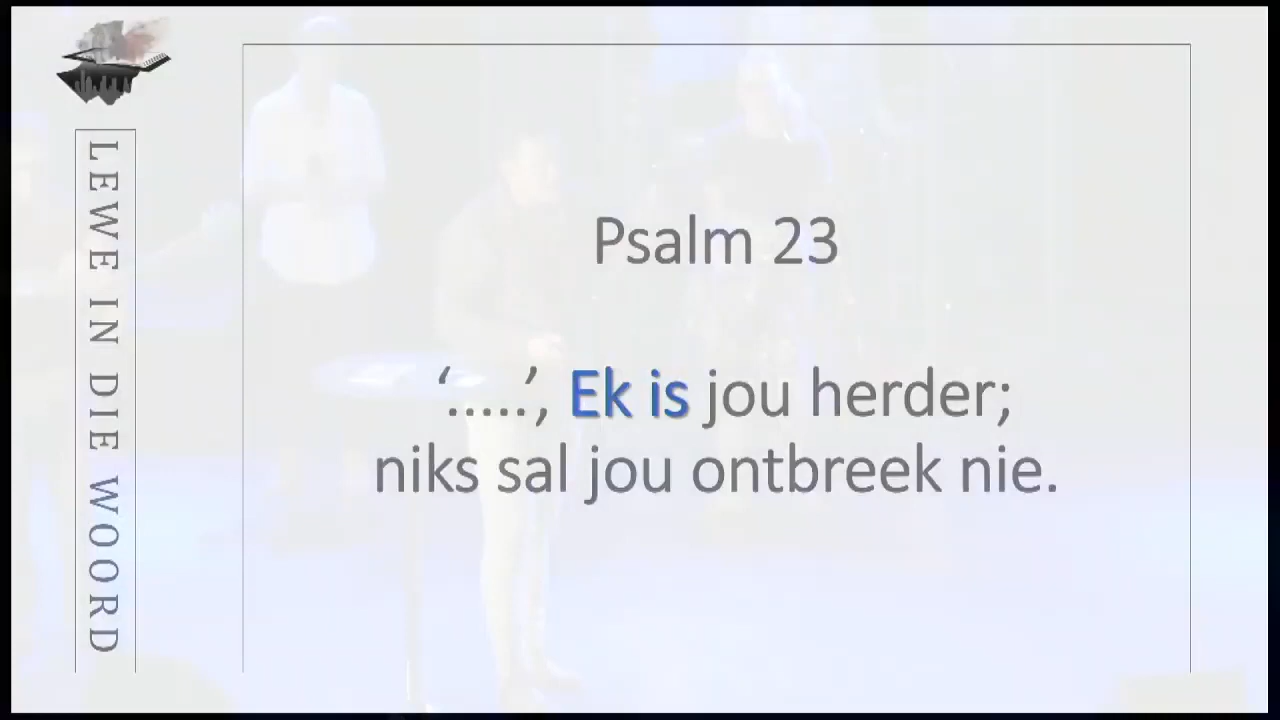 LEWE IN DIE WOORD
Psalm 23
‘.....’, Ek is jou herder;
niks sal jou ontbreek nie.